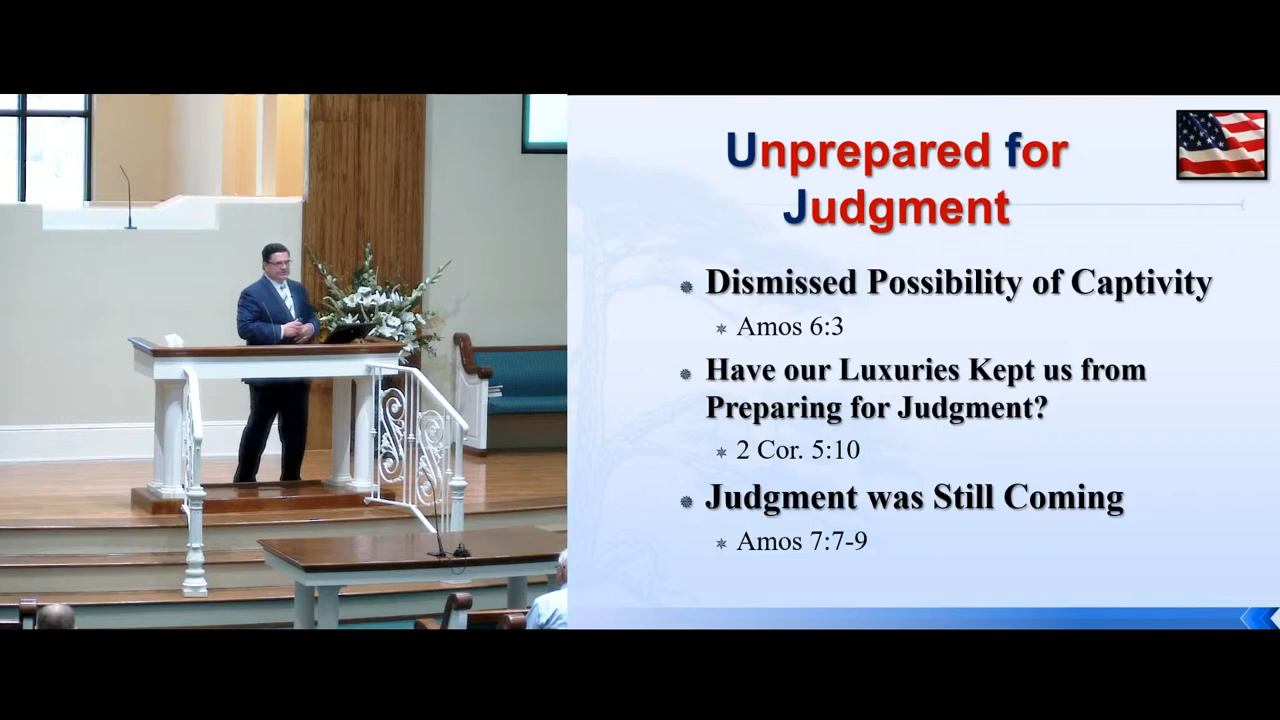 Unprepared for
Judgment
Dismissed Possibility of Captivity
Amos 6:3
Have our Luxuries Kept us from
Preparing for Judgment?
2 Cor. 5:10
Judgment was Still Coming
Amos 7:7-9